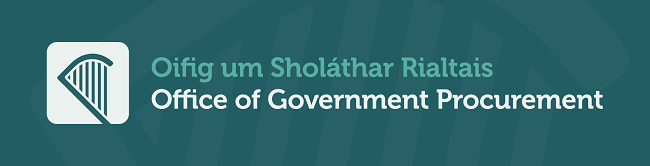 Oifig um Sholáthar Rialtais
Office of Government Procurement